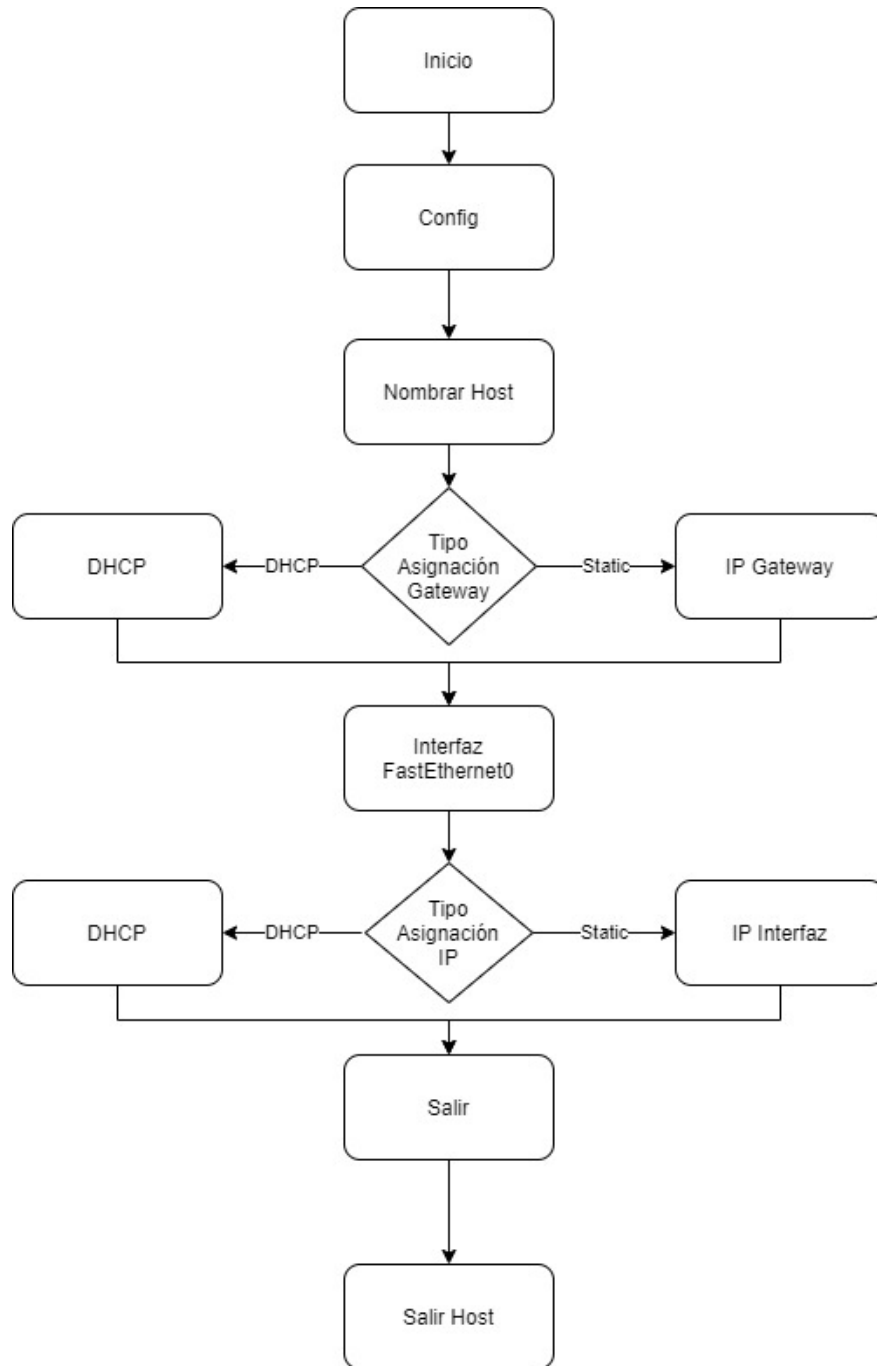 Inicio
Config
Nombrar Host
DHCP
DHCP
Tipo
Asignación
Gateway
Static
IP Gateway
Interfaz
FastEthernet0
DHCP
DHCP
Tipo
Asignación
IP
Static
IP Interfaz
Salir
Salir Host